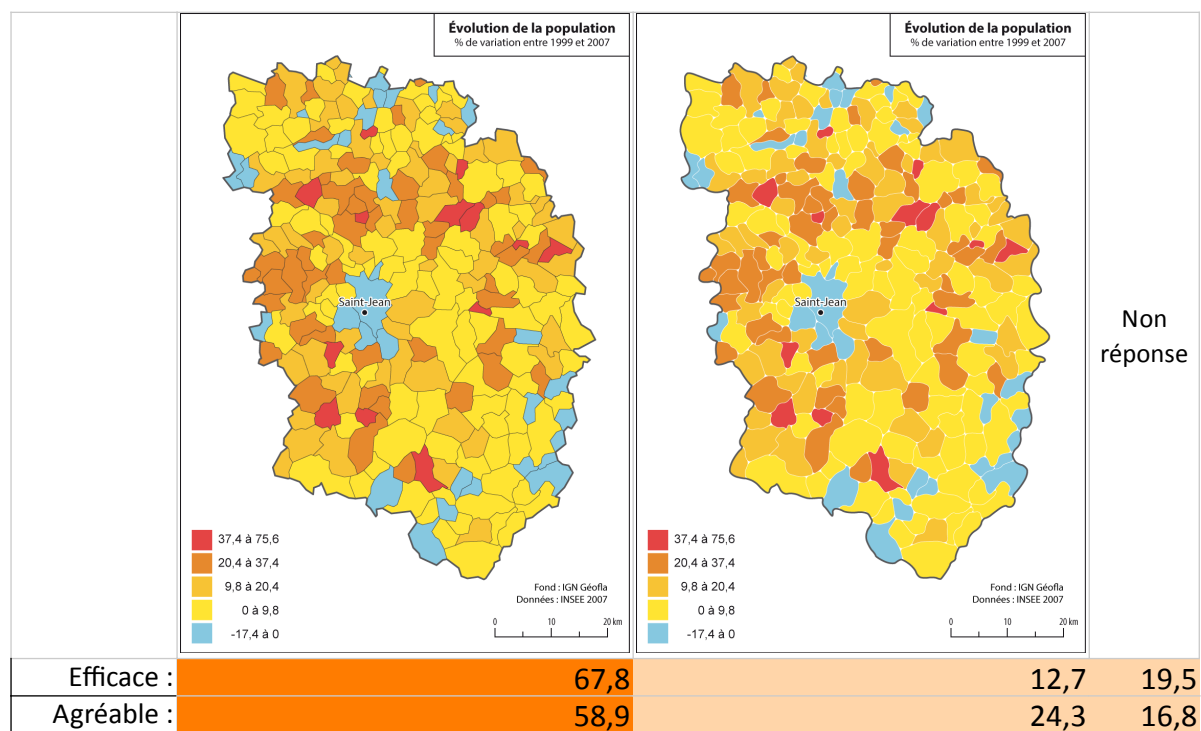 Évolution de la population
% de variation entre 1999 et 2007
Saint-Jean
37,4 à 75,6
20,4 à 37,4
9,8 à 20,4
0 à 9,8
-17,4 à 0
Fond : IGN Géofla
Données : INSEE 2007
0 10 20 km
Évolution de la population
% de variation entre 1999 et 2007
Saint-Jean
37,4 à 75,6
20,4 à 37,4
9,8 à 20,4
0 à 9,8
-17,4 à 0
Fond : IGN Géofla
Données : INSEE 2007
0 10 20 km
Non
réponse
Efficace : 67,8 12,7 19,5
Agréable : 58,9 24,3 16,8